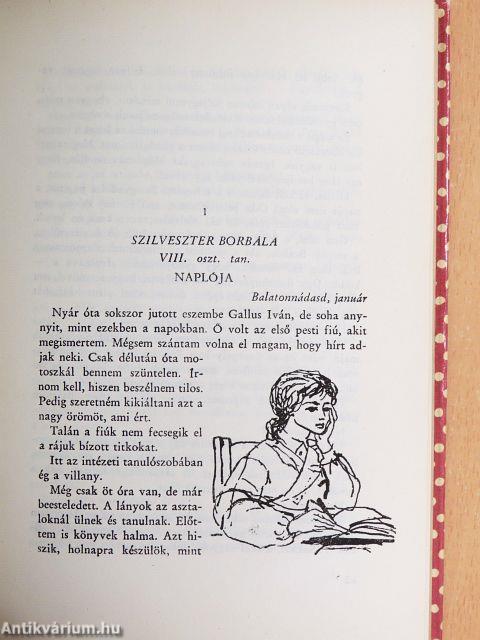 1
SZILVESZTER BORBÁLA
VIII. oszt. tan.
NAPLÓJA
Balatonnádasd, január
Nyár óta sokszor jutott eszembe Gallus Iván, de soha any-
nyit, mint ezekben a napokban. Ő volt az első pesti fiú, akit
megismertem. Mégsem szántam volna el magam, hogy hírt ad-
jak neki. Csak délután óta mo-
toszkál bennem szüntelen. Ír-
nom kell, hiszen beszélnem tilos.
Pedig szeretném kikiáltani azt a
nagy örömöt, ami ért.
Talán a fiúk nem fecsegik el
a rájuk bízott titkokat.
Itt az intézeti tanulószobában
ég a villany.
Még csak öt óra van, de már
beesteledett. A lányok az aszta-
loknál ülnek és tanulnak. Előt-
tem is könyvek halma. Azt hi-
szik, holnapra készülök, mint
Antikvárium.hu